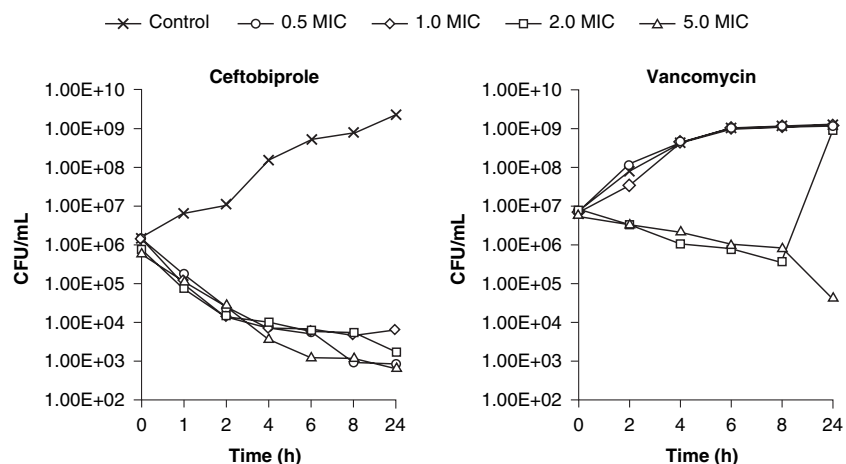 Control 0.5 MIC 1.0 MIC 2.0 MIC 5.0 MIC
Ceftobiprole
CFU/mL
1.00E+10
1.00E+09
1.00E+08
1.00E+07
1.00E+06
1.00E+05
1.00E+04
1.00E+03
1.00E+02
0 1 2 4 6 8 24
Time (h)
Vancomycin
CFU/mL
1.00E+10
1.00E+09
1.00E+08
1.00E+07
1.00E+06
1.00E+05
1.00E+04
1.00E+03
1.00E+02
0 2 4 6 8 24
Time (h)